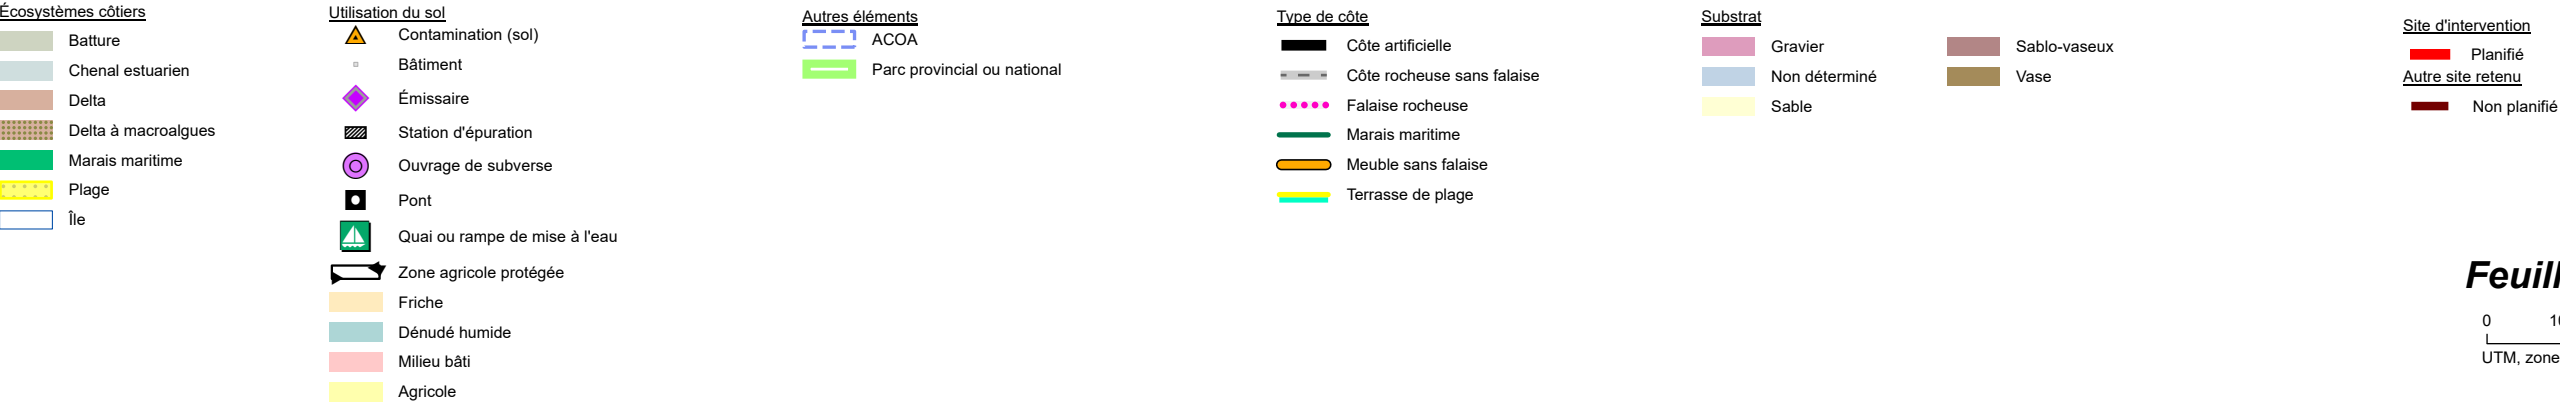 Écosystèmes côtiers
Batture
Chenal estuarien
Delta
Delta à macroalgues
Marais maritime
Plage
Île
Utilisation du sol
Contamination (sol)
Bâtiment
Émissaire
Station d'épuration
Ouvrage de subverse
Pont
Quai ou rampe de mise à l'eau
Zone agricole protégée
Friche
Dénudé humide
Milieu bâti
Agricole
Autres éléments
ACOA
Parc provincial ou national
Type de côte
Côte artificielle
Côte rocheuse sans falaise
Falaise rocheuse
Marais maritime
Meuble sans falaise
Terrasse de plage
Substrat
Gravier
Non déterminé
Sable
Sablo-vaseux
Vase
Site d'intervention
Planifié
Autre site retenu
Non planifié
Feuill
0
UTM, zone